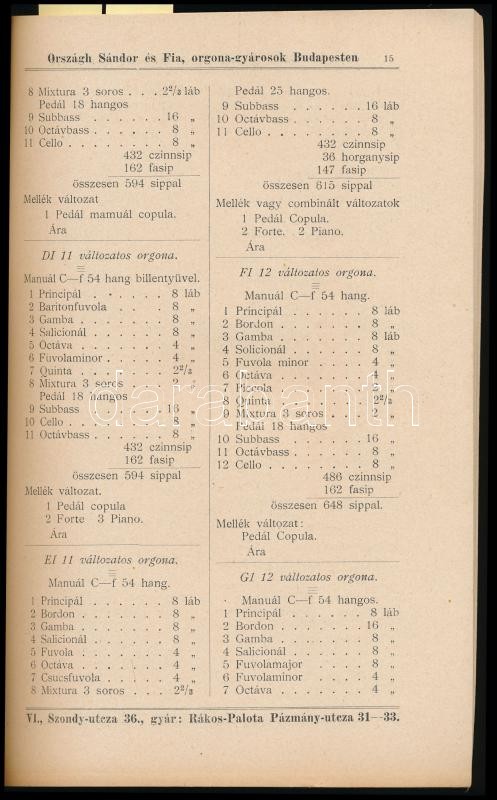 Országh Sándor és Fia, orgona-gyárosok Budapesten 15
8 Mixtura 3 soros . . . 2²/₃ láb
Pedál 18 hangos
9 Subbass . . . . . . 16 „
10 Octávbass . . . . . . 8 „
11 Cello . . . . . . . . 8 „
432 czinnsip
162 fasip
összesen 594 sippal
Mellék változat
1 Pedál mamuál copula.
Ára
DI 11 változatos orgona.
Manuál C—f 54 hang billentyüvel.
1 Principál . . . . . . 8 láb
2 Baritonfuvola . . . . 8 „
3 Gamba . . . . . . . 8 „
4 Salicionál . . . . . . 8 „
5 Octáva . . . . . . . 4 „
6 Fuvolaminor . . . . . 4 „
7 Quinta . . . . . . . 2²/₃
8 Mixtura 3 soros . . . 2 „
Pedál 18 hangos
9 Subbass . . . . . . 16 „
10 Cello . . . . . . . . 8 „
11 Octávbass . . . . . . 8 „
432 czinnsip
162 fasip
összesen 594 sippal
Mellék változat.
1 Pedál copula
2 Forte 3 Piano.
Ára
EI 11 változatos orgona.
Manuál C—f 54 hang.
1 Principál . . . . . . 8 láb
2 Bordon . . . . . . . 8 „
3 Gamba . . . . . . . 8 „
4 Salicionál . . . . . . 8 „
5 Fuvola . . . . . . . 4 „
6 Octáva . . . . . . . 4 „
7 Csucsfuvola . . . . . 4 „
8 Mixtura 3 soros . . . 2²/₃
Pedál 25 hangos.
9 Subbass . . . . . . 16 láb
10 Octávbass . . . . . . 8 „
11 Cello . . . . . . . . 8 „
432 czinnsip
36 horganysip
147 fasip
összesen 615 sippal
Mellék vagy combinált változatok
1 Pedál Copula.
2 Forte. 2 Piano.
Ára
FI 12 változatos orgona.
Manuál C—f 54 hang.
1 Principál . . . . . . 8 láb
2 Bordon . . . . . . . 8 „
3 Gamba . . . . . . . 8 láb
4 Solicionál . . . . . . 8 „
5 Fuvola minor . . . . 4 „
6 Octáva . . . . . . . 4 „
7 Piccola . . . . . . . 2 „
8 Quinta . . . . . . . 2²/₃
9 Mixtura 3 soros . . . 2 „
Pedál 18 hangos
10 Subbass . . . . . . 16 „
11 Octávbass . . . . . . 8 „
12 Cello . . . . . . . . 8 „
486 czinnsip
162 fasip
összesen 648 sippal.
Mellék változat:
Pedál Copula.
Ára
GI 12 változatos orgona.
Manuál C—f 54 hangos.
1 Principál . . . . . . 8 láb
2 Bordon . . . . . . . 16 „
3 Gamba . . . . . . . 8 „
4 Salicionál . . . . . . 8 „
5 Fuvolamajor . . . . . 8 „
6 Fuvolaminor . . . . . 4 „
7 Octáva . . . . . . . 4 „
VI., Szondy-utcza 36., gyár: Rákos-Palota Pázmány-utcza 31—33.
darabanth